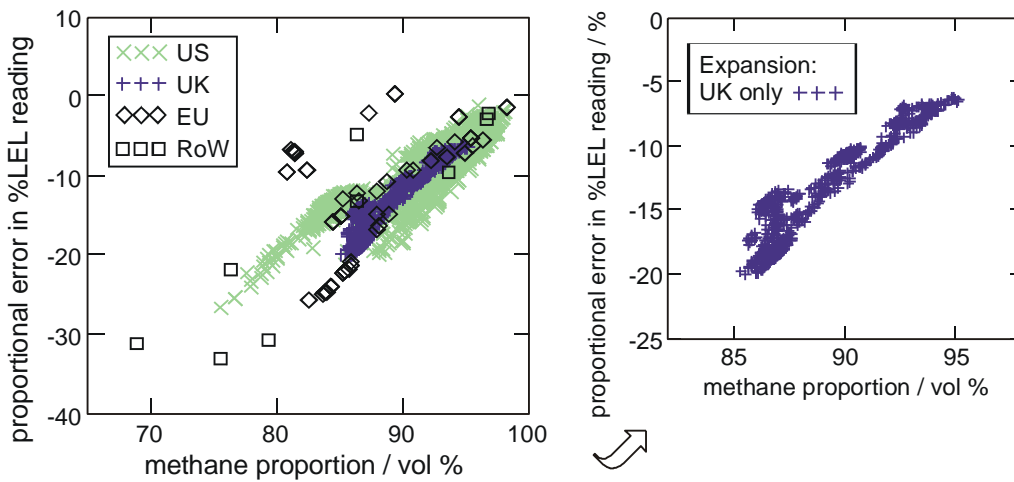 proportional error in %LEL reading
10
0
-10
-20
-30
-40
US
UK
EU
RoW
70
80
90
100
methane proportion / vol %
proportional error in %LEL reading / %
-0
-5
-10
-15
-20
-25
Expansion:
UK only
85
90
95
methane proportion / vol %